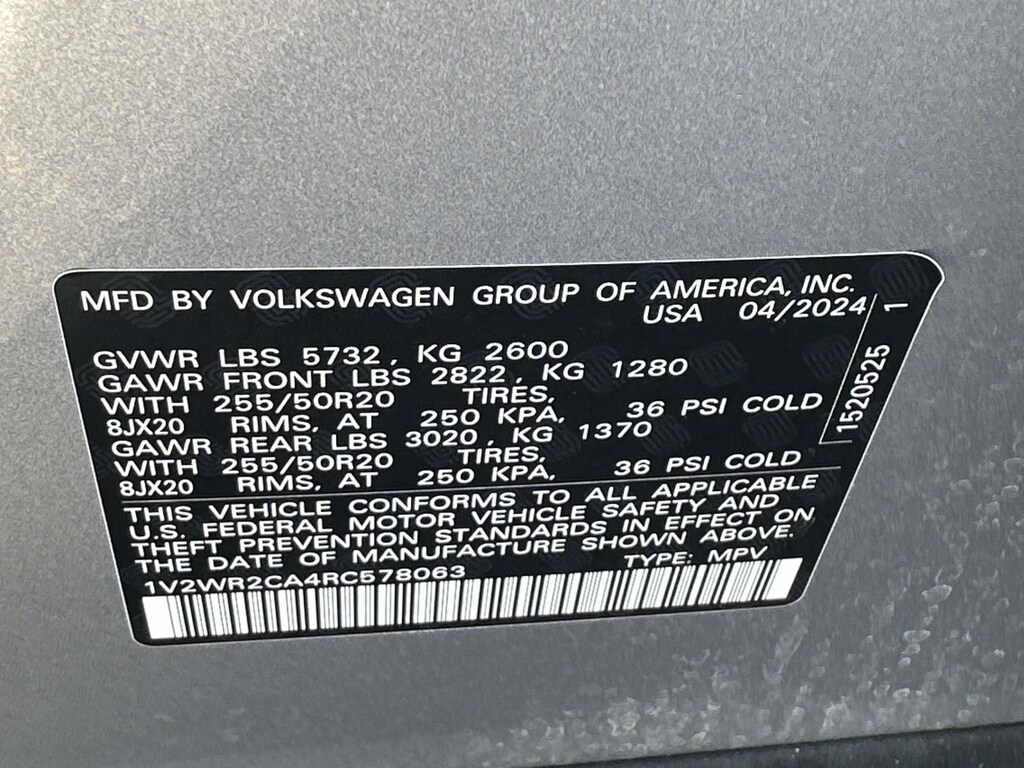 MFD BY VOLKSWAGEN GROUP OF AMERICA, INC.
USA 04/2024
GVWR LBS 5732, KG 2600
GAWR FRONT LBS 2822, KG 1280
WITH 255/50R20 TIRES,
8JX20 RIMS, AT 250 KPA, 36 PSI COLD
GAWR REAR LBS 3020, KG 1370
WITH 255/50R20 TIRES,
8JX20 RIMS, AT 250 KPA, 36 PSI COLD
THIS VEHICLE CONFORMS TO ALL APPLICABLE
U.S. FEDERAL MOTOR VEHICLE SAFETY AND
THEFT PREVENTION STANDARDS IN EFFECT ON
THE DATE OF MANUFACTURE SHOWN ABOVE.
1V2WR2CA4RC578063 TYPE: MPV
1520525 1